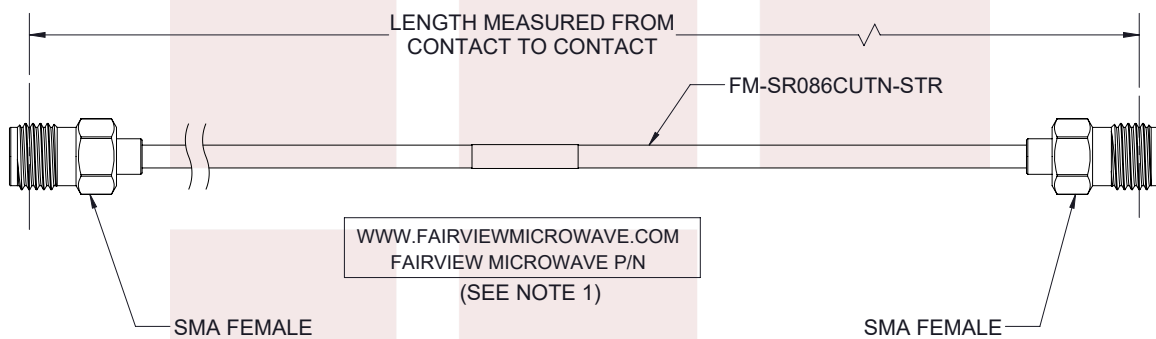 LENGTH MEASURED FROM
CONTACT TO CONTACT
FM-SR086CUTN-STR
WWW.FAIRVIEWMICROWAVE.COM
FAIRVIEW MICROWAVE P/N
(SEE NOTE 1)
SMA FEMALE
SMA FEMALE